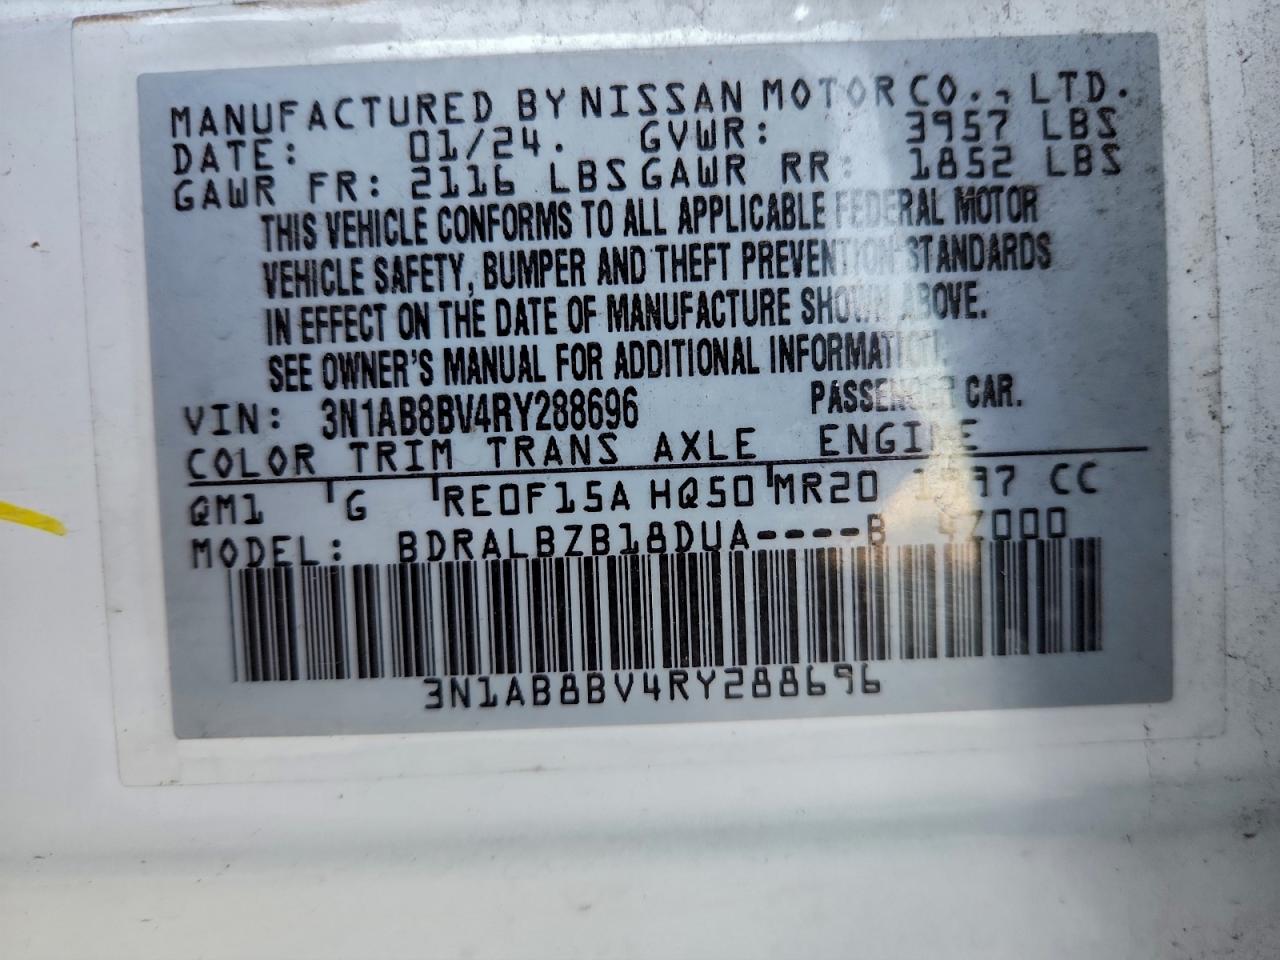 MANUFACTURED BY NISSAN MOTOR CO., LTD.
DATE: 01/24. GVWR: 3957 LBS
GAWR FR: 2116 LBS GAWR RR: 1852 LBS
THIS VEHICLE CONFORMS TO ALL APPLICABLE FEDERAL MOTOR
VEHICLE SAFETY, BUMPER AND THEFT PREVENTION STANDARDS
IN EFFECT ON THE DATE OF MANUFACTURE SHOWN ABOVE.
SEE OWNER'S MANUAL FOR ADDITIONAL INFORMATION.
VIN: 3N1AB8BV4RY288696 PASSENGER CAR.
COLOR TRIM TRANS AXLE ENGINE
QM1 G RE0F15A HQ50 MR20 1997 CC
MODEL: BDRALBZB18DUA----B 4Z000
3N1AB8BV4RY288696